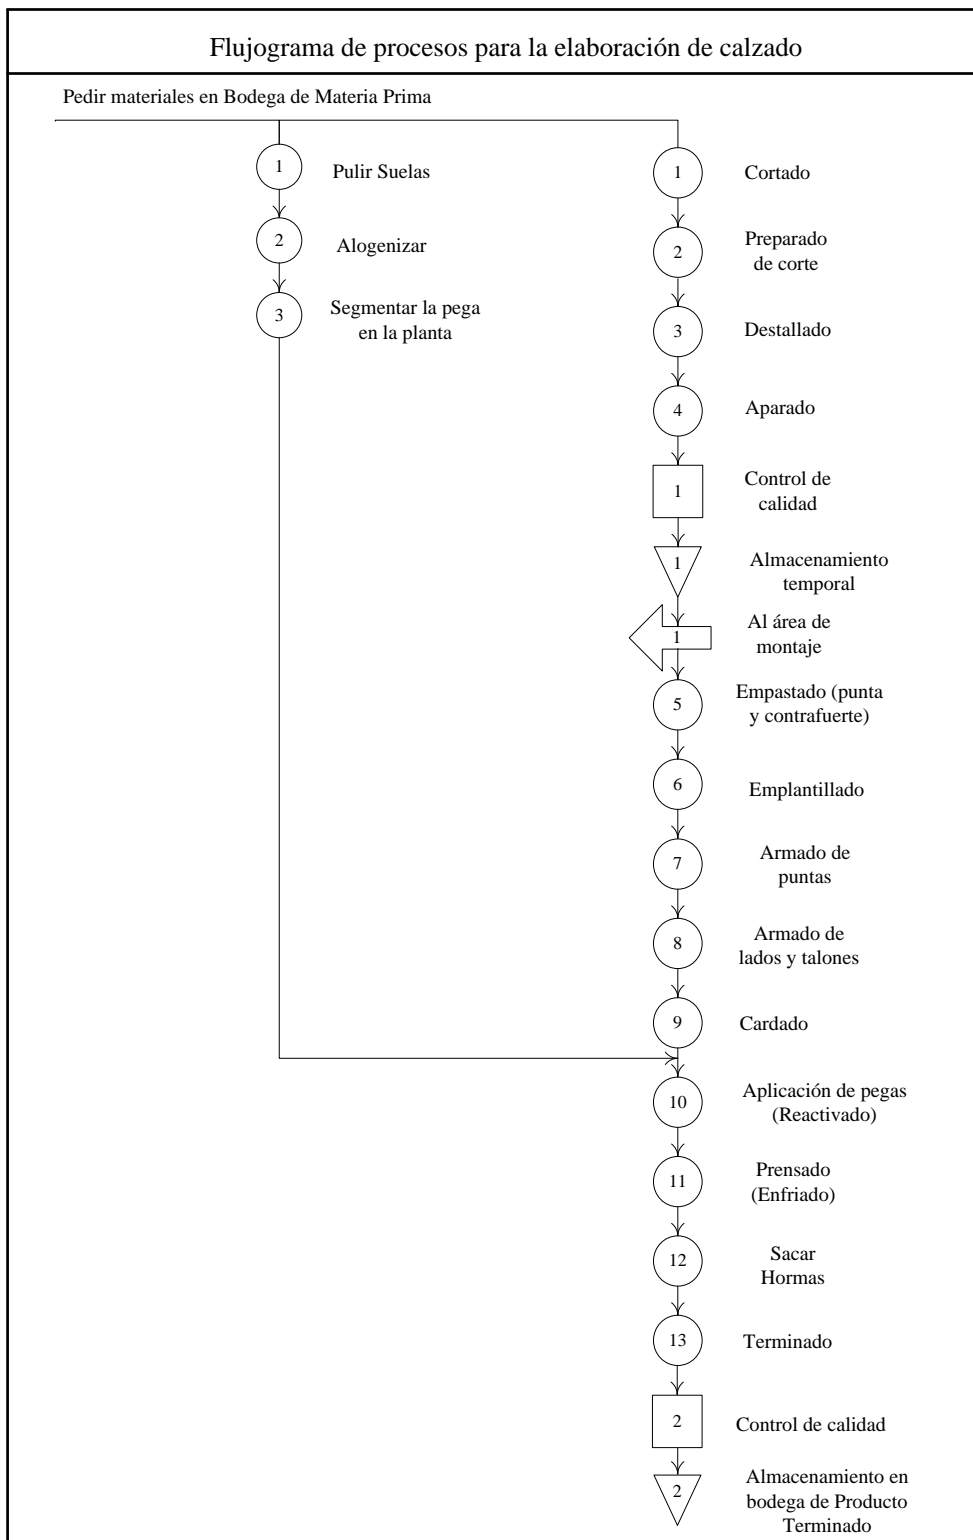 Flujograma de procesos para la elaboración de calzado
Pedir materiales en Bodega de Materia Prima
1
Pulir Suelas
2
Alogenizar
3
Segmentar la pega
en la planta
1
Cortado
2
Preparado
de corte
3
Destallado
4
Aparado
1
Control de
calidad
1
Almacenamiento
temporal
1
Al área de
montaje
5
Empastado (punta
y contrafuerte)
6
Emplantillado
7
Armado de
puntas
8
Armado de
lados y talones
9
Cardado
10
Aplicación de pegas
(Reactivado)
11
Prensado
(Enfriado)
12
Sacar
Hormas
13
Terminado
2
Control de calidad
2
Almacenamiento en
bodega de Producto
Terminado